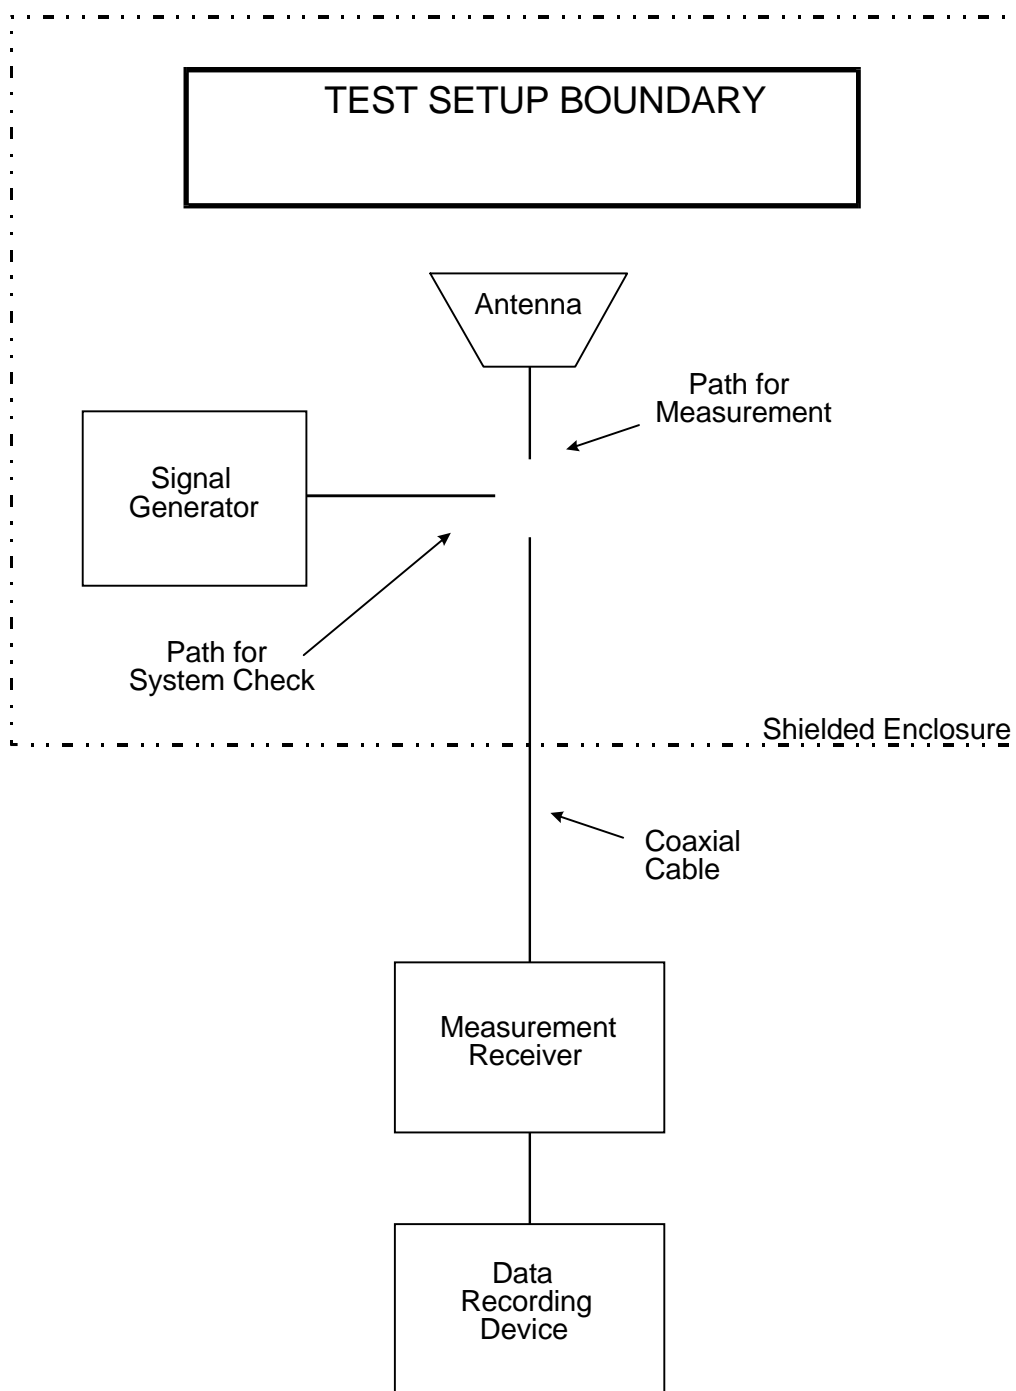 TEST SETUP BOUNDARY
Antenna
Path for
Measurement
Signal
Generator
Path for
System Check
Shielded Enclosure
Coaxial
Cable
Measurement
Receiver
Data
Recording
Device